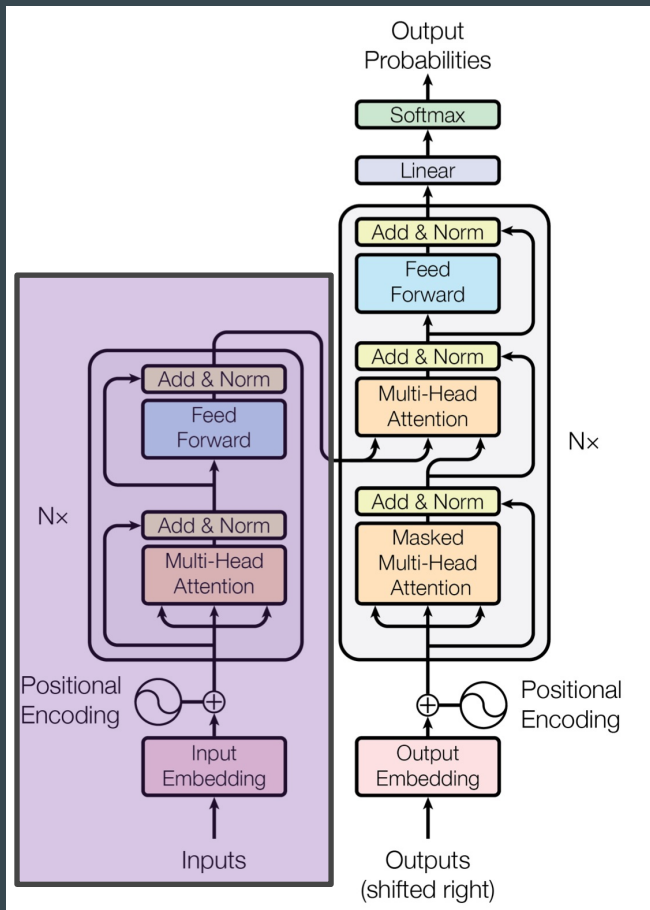 Output
Probabilities
Softmax
Linear
Add & Norm
Feed
Forward
Add & Norm
Multi-Head
Attention
Add & Norm
Masked
Multi-Head
Attention
N×
Positional
Encoding
Output
Embedding
Outputs
(shifted right)
Add & Norm
Feed
Forward
Add & Norm
Multi-Head
Attention
N×
Positional
Encoding
Input
Embedding
Inputs